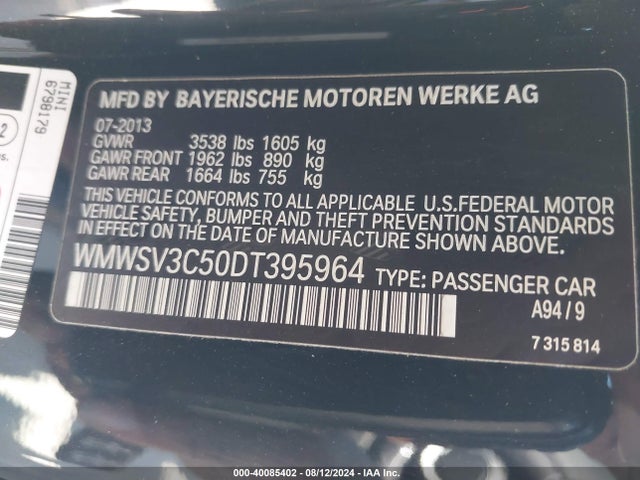 MINI
6798179
2
MFD BY BAYERISCHE MOTOREN WERKE AG
07-2013
GVWR 3538 lbs 1605 kg
GAWR FRONT 1962 lbs 890 kg
GAWR REAR 1664 lbs 755 kg
THIS VEHICLE CONFORMS TO ALL APPLICABLE U.S.FEDERAL MOTOR
VEHICLE SAFETY, BUMPER AND THEFT PREVENTION STANDARDS
IN EFFECT ON THE DATE OF MANUFACTURE SHOWN ABOVE.
WMWSV3C50DT395964 TYPE: PASSENGER CAR
A94/9
7 315 814
000-40085402 - 08/12/2024 - IAA Inc.